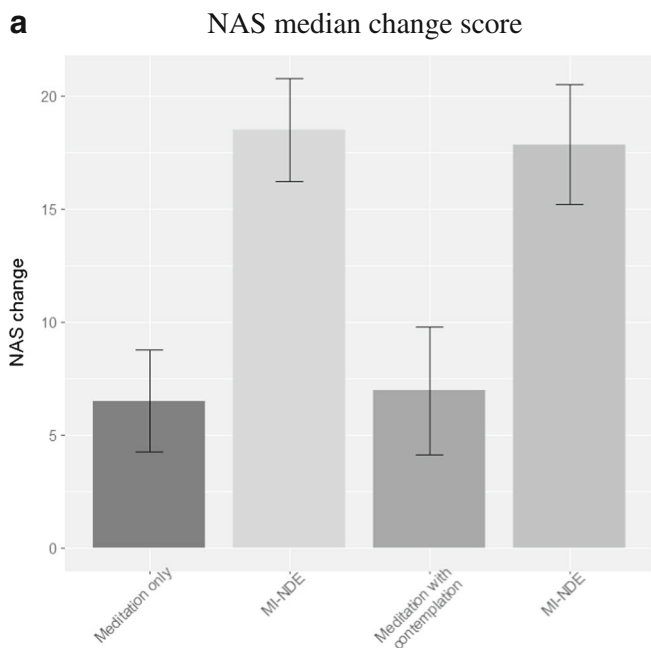 a
NAS median change score
20
15
10
5
0
NAS change
Meditation only
MI-NDE
Meditation with
contemplation
MI-NDE